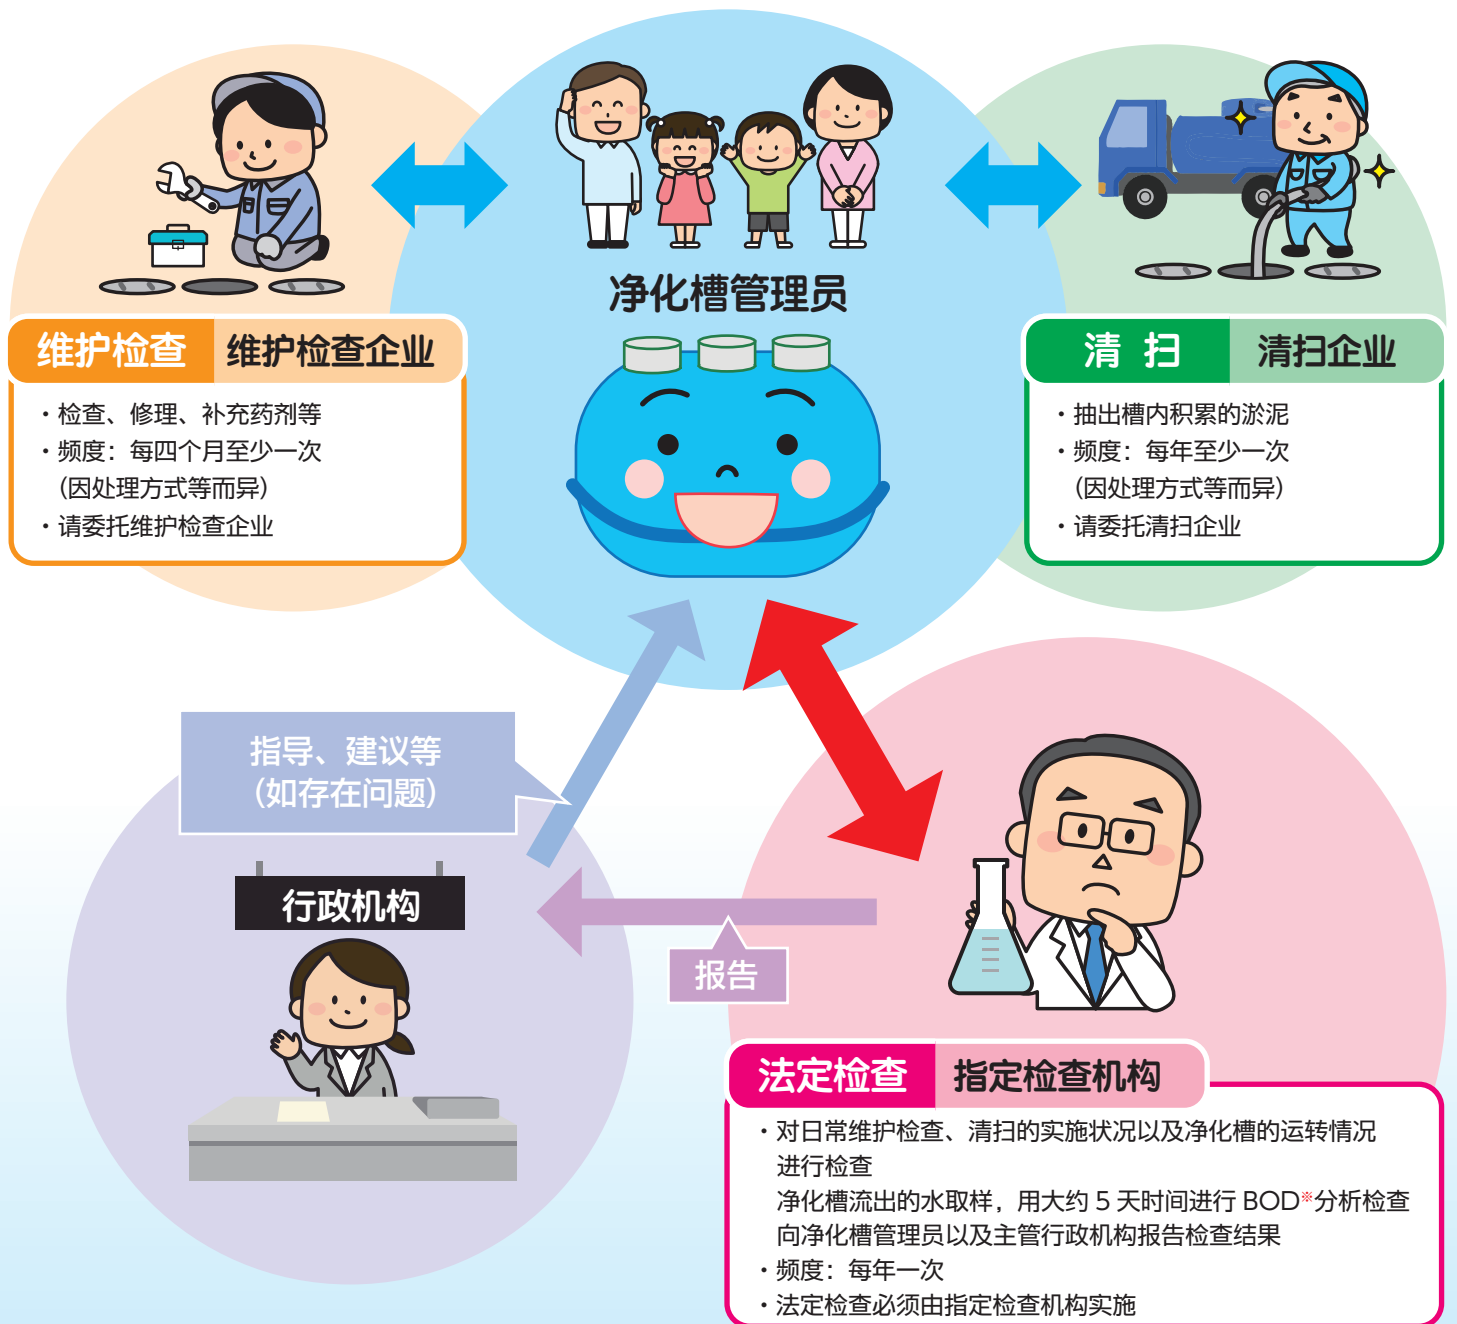 净化槽管理员
维护检查 维护检查企业
・检查、修理、补充药剂等
・频度：每四个月至少一次
（因处理方式等而异）
・请委托维护检查企业
清 扫 清扫企业
・抽出槽内积累的淤泥
・频度：每年至少一次
（因处理方式等而异）
・请委托清扫企业
指导、建议等
（如存在问题）
行政机构
报告
法定检查 指定检查机构
・对日常维护检查、清扫的实施状况以及净化槽的运转情况
进行检查
净化槽流出的水取样，用大约 5 天时间进行 BOD※分析检查
向净化槽管理员以及主管行政机构报告检查结果
・频度：每年一次
・法定检查必须由指定检查机构实施